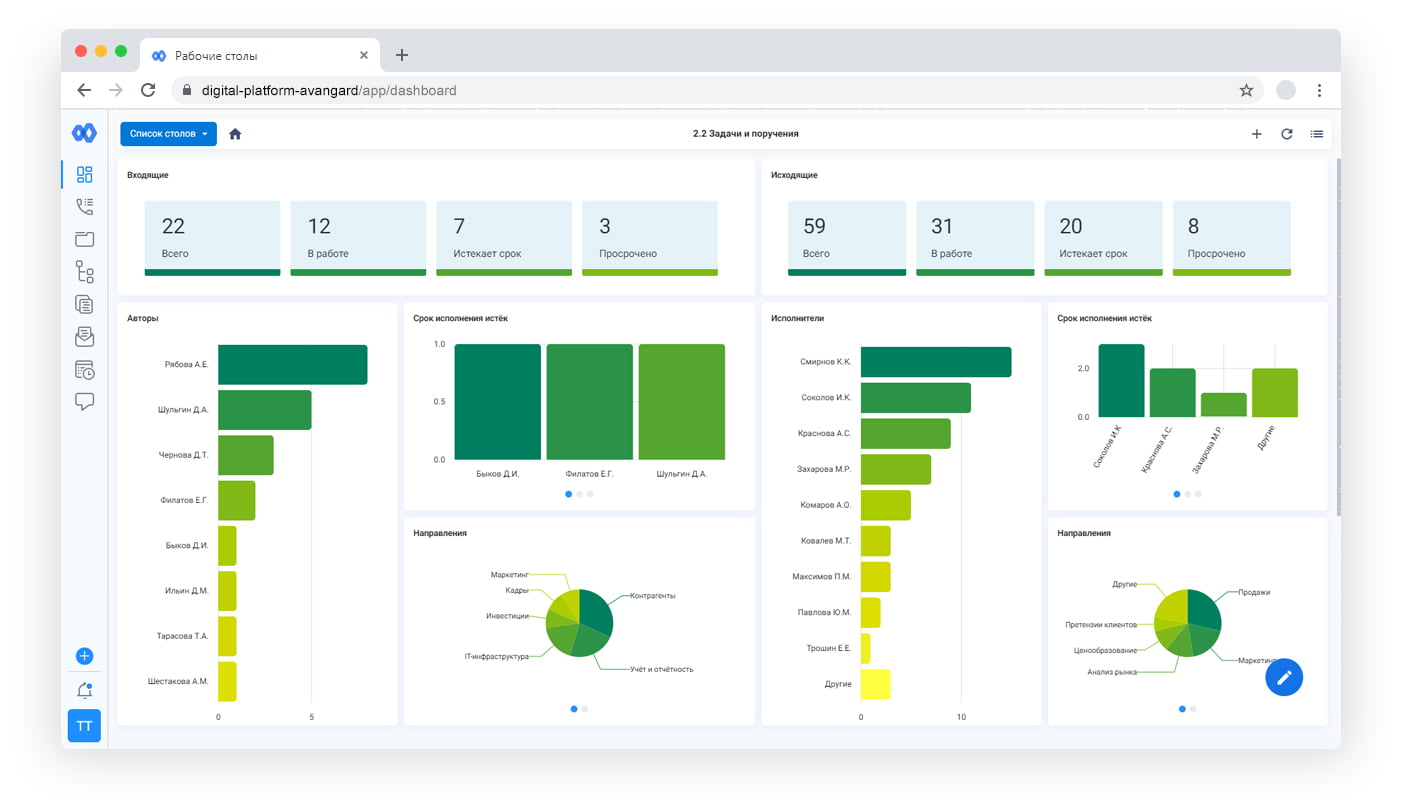 Рабочие столы
digital-platform-avangard/app/dashboard
Список столов
2.2 Задачи и поручения
Входящие
22
Всего
12
В работе
7
Истекает срок
3
Просрочено
Исходящие
59
Всего
31
В работе
20
Истекает срок
8
Просрочено
Авторы
Рябова А.Е.
Шульгин Д.А.
Чернова Д.Т.
Филатов Е.Г.
Быков Д.И.
Ильин Д.М.
Тарасова Т.А.
Шестакова А.М.
0 5
Срок исполнения истёк
1.0
0.5
0.0
Быков Д.И. Филатов Е.Г. Шульгин Д.А.
Направления
Маркетинг
Кадры
Инвестиции
IT-инфраструктура
Контрагенты
Учёт и отчётность
Исполнители
Смирнов К.К.
Соколов И.К.
Краснова А.С.
Захарова М.Р.
Комаров А.О.
Ковалев М.Т.
Максимов П.М.
Павлова Ю.М.
Трошин Е.Е.
Другие
0 10
Срок исполнения истёк
2.0
0.0
Соколов И.К Краснова А.С. Захарова М.Р. Другие
Направления
Другие
Претензии клиентов
Ценообразование
Анализ рынка
Продажи
Маркетинг
ТТ